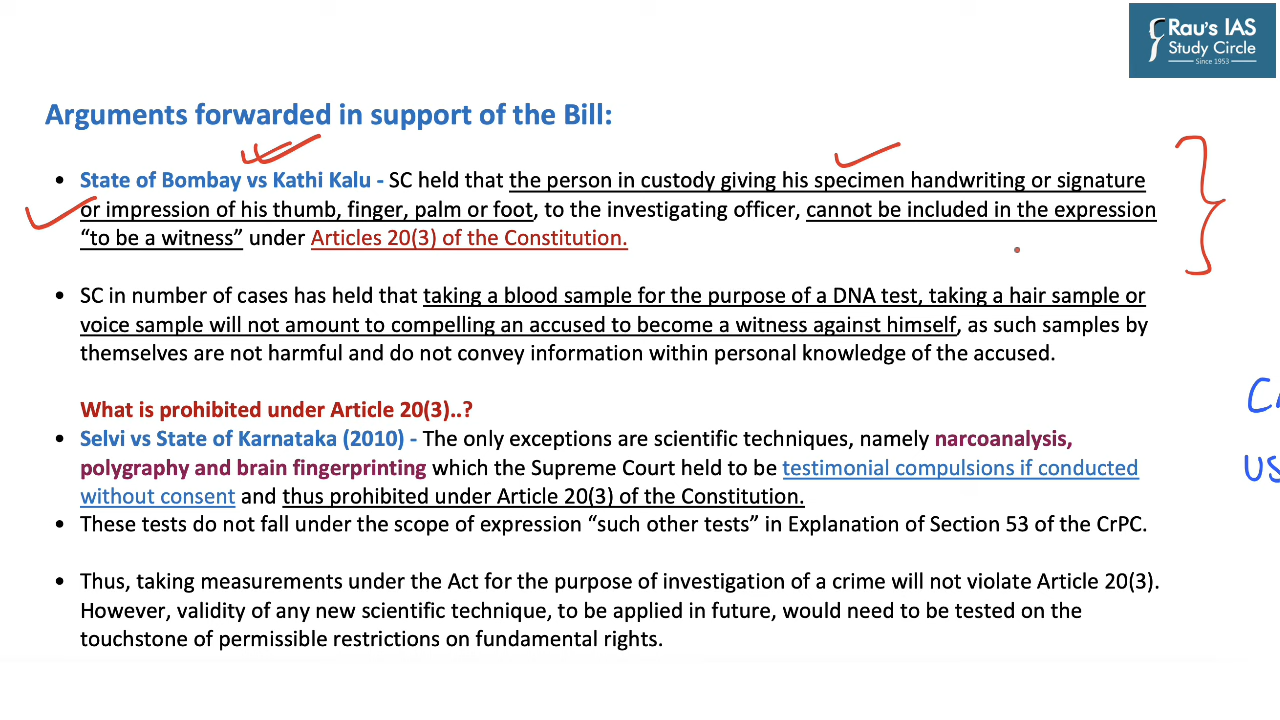 Rau's IAS
Study Circle
Since 1953
Arguments forwarded in support of the Bill:
• State of Bombay vs Kathi Kalu - SC held that the person in custody giving his specimen handwriting or signature
or impression of his thumb, finger, palm or foot, to the investigating officer, cannot be included in the expression
“to be a witness” under Articles 20(3) of the Constitution.
• SC in number of cases has held that taking a blood sample for the purpose of a DNA test, taking a hair sample or
voice sample will not amount to compelling an accused to become a witness against himself, as such samples by
themselves are not harmful and do not convey information within personal knowledge of the accused.
What is prohibited under Article 20(3)..?
• Selvi vs State of Karnataka (2010) - The only exceptions are scientific techniques, namely narcoanalysis,
polygraphy and brain fingerprinting which the Supreme Court held to be testimonial compulsions if conducted
without consent and thus prohibited under Article 20(3) of the Constitution.
• These tests do not fall under the scope of expression “such other tests” in Explanation of Section 53 of the CrPC.
• Thus, taking measurements under the Act for the purpose of investigation of a crime will not violate Article 20(3).
However, validity of any new scientific technique, to be applied in future, would need to be tested on the
touchstone of permissible restrictions on fundamental rights.